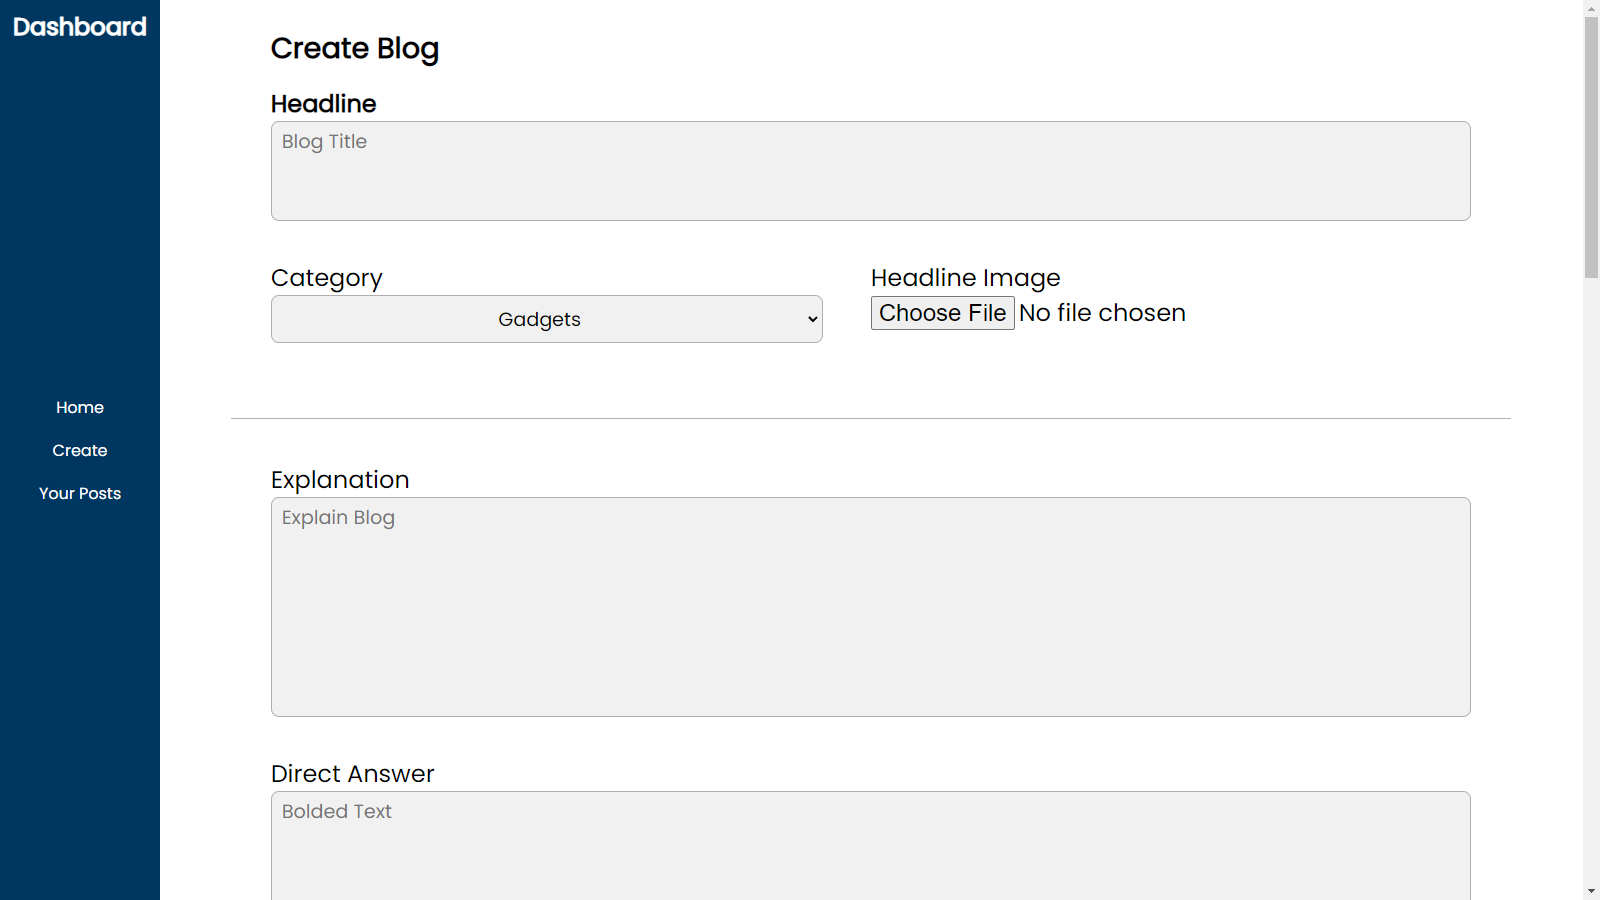 Dashboard
Home
Create
Your Posts
Create Blog
Headline
Blog Title
Category
Gadgets
Headline Image
Choose File No file chosen
Explanation
Explain Blog
Direct Answer
Bolded Text